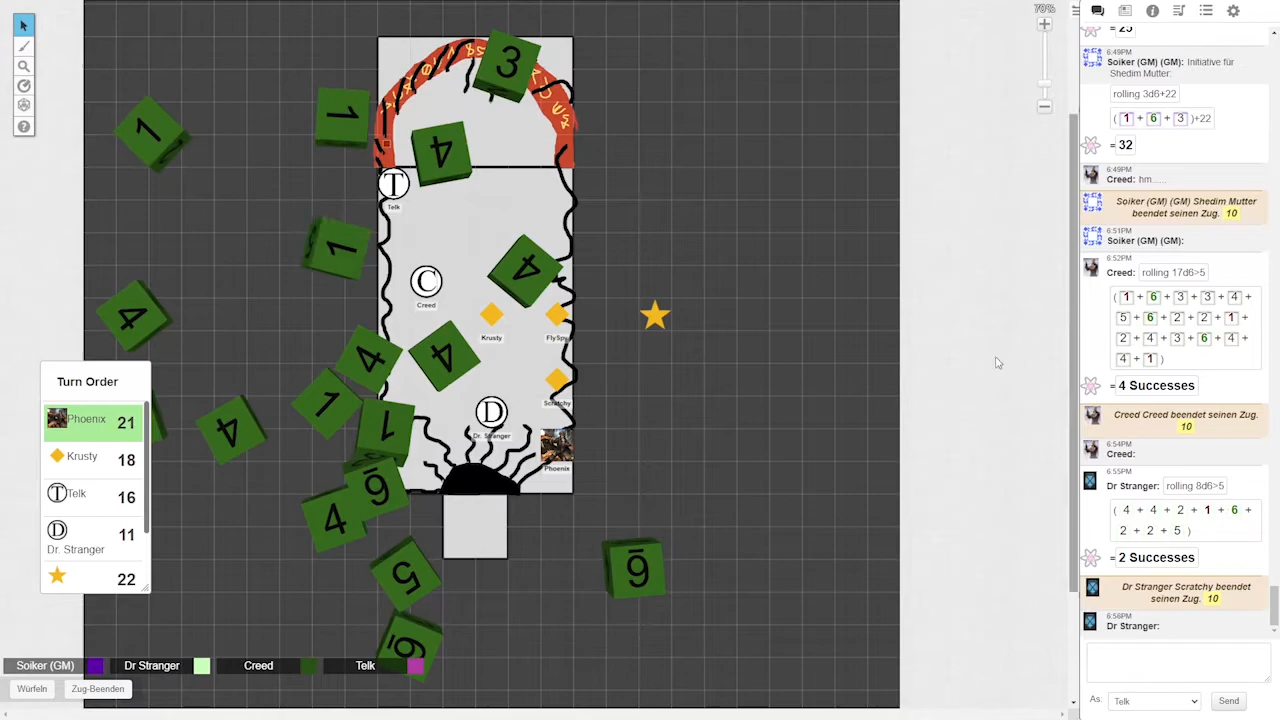 70%
Turn Order
Phoenix 21
Krusty 18
T Telk 16
D 11
Dr. Stranger
22
T
Telk
C
Creed
Krusty
FlySpy
Scratchy
D
Dr. Stranger
Phoenix
1
1
3
4
1
4
4
4
4
1
4
1
4
6
4
5
6
6
Soiker (GM)
Dr Stranger
Creed
Telk
Würfeln
Zug-Beenden
= 25
6:49PM
Soiker (GM) (GM): Initiative für
Shedim Mutter:
rolling 3d6+22
( 1 + 6 + 3 )+22
= 32
6:49PM
Creed: hm......
Soiker (GM) (GM) Shedim Mutter
beendet seinen Zug. 10
6:51PM
Soiker (GM) (GM):
6:52PM
Creed: rolling 17d6>5
( 1 + 6 + 3 + 3 + 4 +
5 + 6 + 2 + 2 + 1 +
2 + 4 + 3 + 6 + 4 +
4 + 1 )
= 4 Successes
Creed Creed beendet seinen Zug.
10
6:54PM
Creed:
6:55PM
Dr Stranger: rolling 8d6>5
( 4 + 4 + 2 + 1 + 6 +
2 + 2 + 5 )
= 2 Successes
Dr Stranger Scratchy beendet
seinen Zug. 10
6:56PM
Dr Stranger:
As: Telk
Send